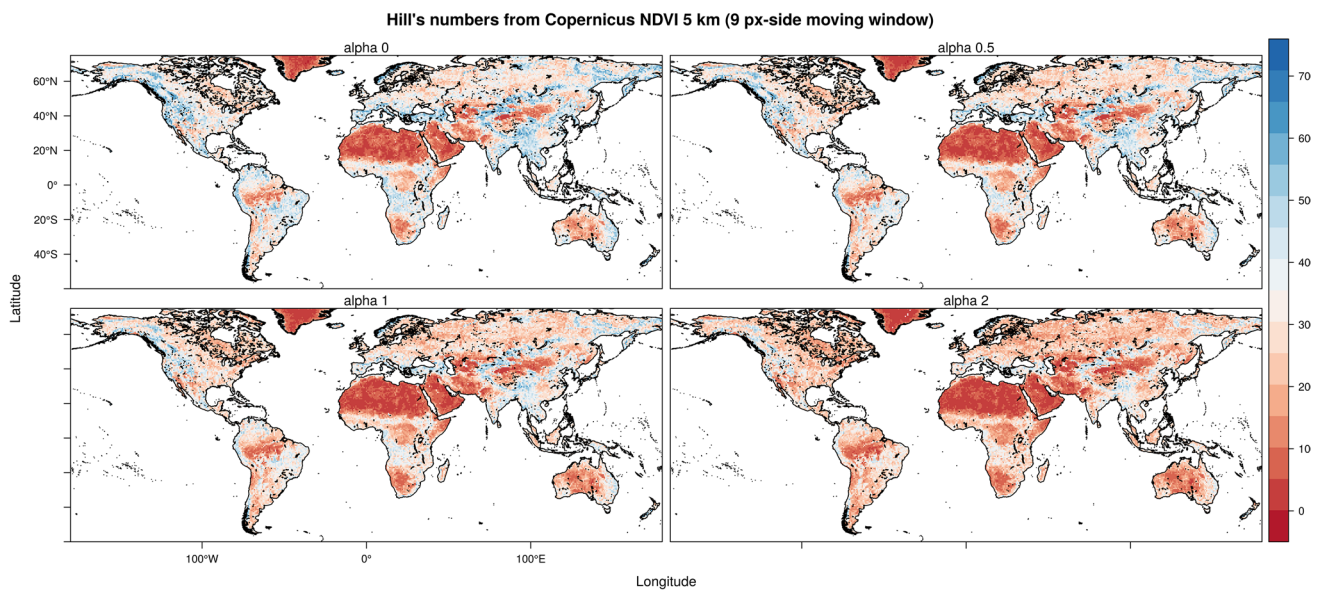 Hill's numbers from Copernicus NDVI 5 km (9 px-side moving window)
alpha 0
alpha 0.5
60°N
40°N
20°N
0°
20°S
40°S
alpha 1
alpha 2
100°W
0°
100°E
Latitude
Longitude
70
60
50
40
30
20
10
0